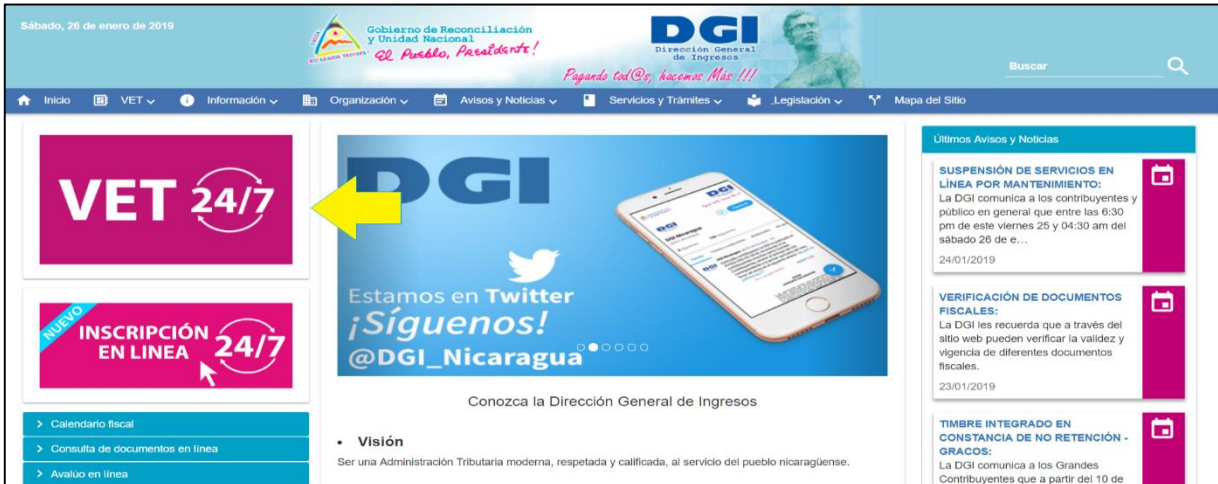 Sábado, 26 de enero de 2019
Gobierno de Reconciliación
y Unidad Nacional
El Pueblo, Presidente!
DGI
Dirección General
de Ingresos
Pagando tod@s, hacemos Más !!!
Buscar
Inicio
VET
Información
Organización
Avisos y Noticias
Servicios y Trámites
.Legislación
Mapa del Sitio
VET 24/7
NUEVO
INSCRIPCIÓN
EN LINEA
24/7
Calendario fiscal
Consulta de documentos en línea
Avalúo en línea
DGI
Estamos en Twitter
¡Síguenos!
@DGI_Nicaragua
Conozca la Dirección General de Ingresos
• Visión
Ser una Administración Tributaria moderna, respetada y calificada, al servicio del pueblo nicaragüense.
Últimos Avisos y Noticias
SUSPENSIÓN DE SERVICIOS EN
LÍNEA POR MANTENIMIENTO:
La DGI comunica a los contribuyentes y
público en general que entre las 6:30
pm de este viernes 25 y 04:30 am del
sábado 26 de e…
24/01/2019
VERIFICACIÓN DE DOCUMENTOS
FISCALES:
La DGI les recuerda que a través del
sitio web pueden verificar la validez y
vigencia de diferentes documentos
fiscales.
23/01/2019
TIMBRE INTEGRADO EN
CONSTANCIA DE NO RETENCIÓN -
GRACOS:
La DGI comunica a los Grandes
Contribuyentes que a partir del 10 de